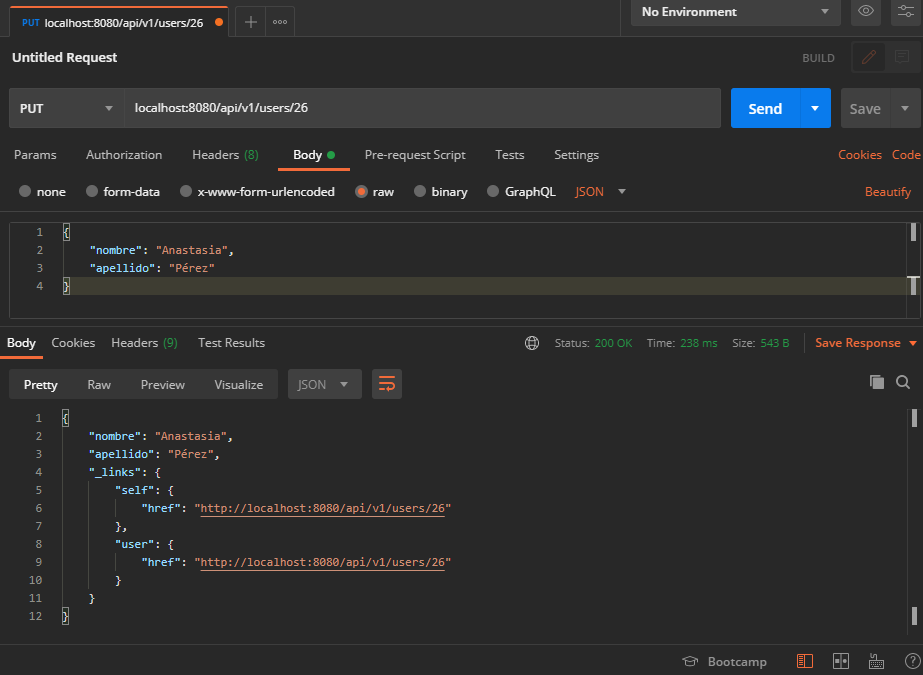 PUT localhost:8080/api/v1/users/26
No Environment
Untitled Request
BUILD
PUT localhost:8080/api/v1/users/26 Send Save
Params Authorization Headers (8) Body Pre-request Script Tests Settings Cookies Code
none form-data x-www-form-urlencoded raw binary GraphQL JSON Beautify
1 {
2 "nombre": "Anastasia",
3 "apellido": "Pérez"
4 }
Body Cookies Headers (9) Test Results Status: 200 OK Time: 238 ms Size: 543 B Save Response
Pretty Raw Preview Visualize JSON
1 {
2 "nombre": "Anastasia",
3 "apellido": "Pérez",
4 "_links": {
5 "self": {
6 "href": "http://localhost:8080/api/v1/users/26"
7 },
8 "user": {
9 "href": "http://localhost:8080/api/v1/users/26"
10 }
11 }
12 }
Bootcamp